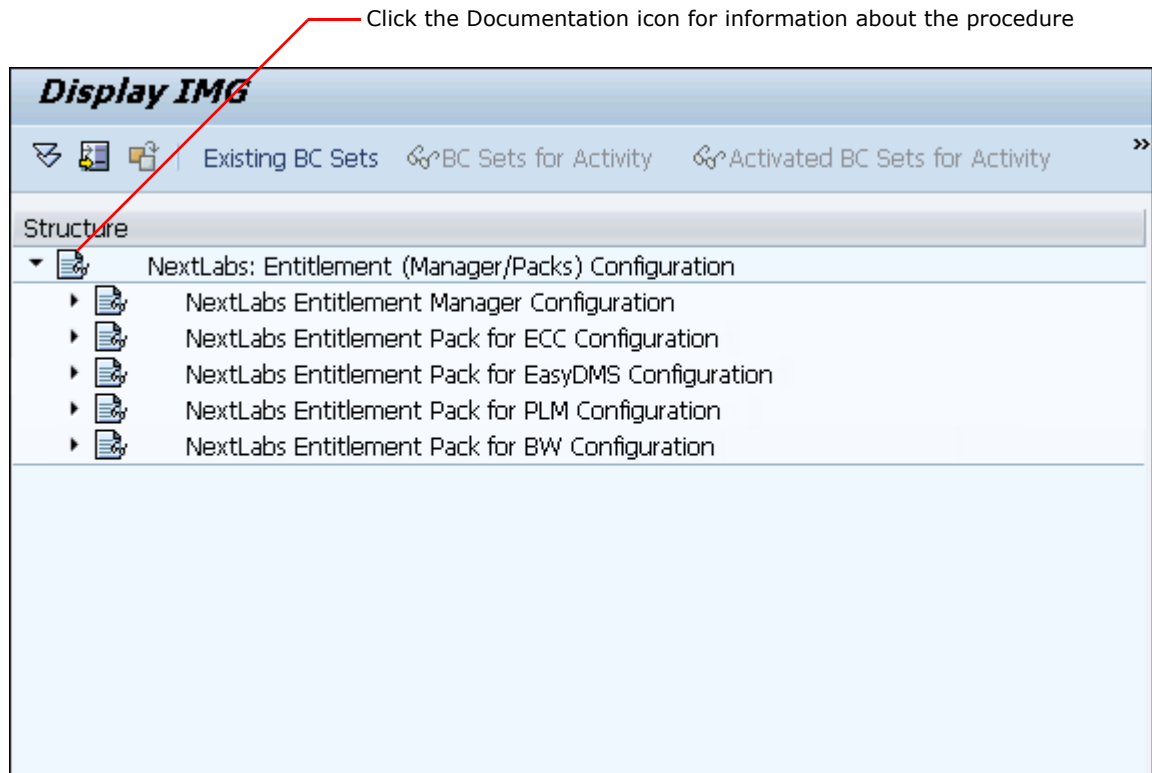 Click the Documentation icon for information about the procedure
Display IMG
Existing BC Sets BC Sets for Activity Activated BC Sets for Activity »
Structure
NextLabs: Entitlement (Manager/Packs) Configuration
NextLabs Entitlement Manager Configuration
NextLabs Entitlement Pack for ECC Configuration
NextLabs Entitlement Pack for EasyDMS Configuration
NextLabs Entitlement Pack for PLM Configuration
NextLabs Entitlement Pack for BW Configuration